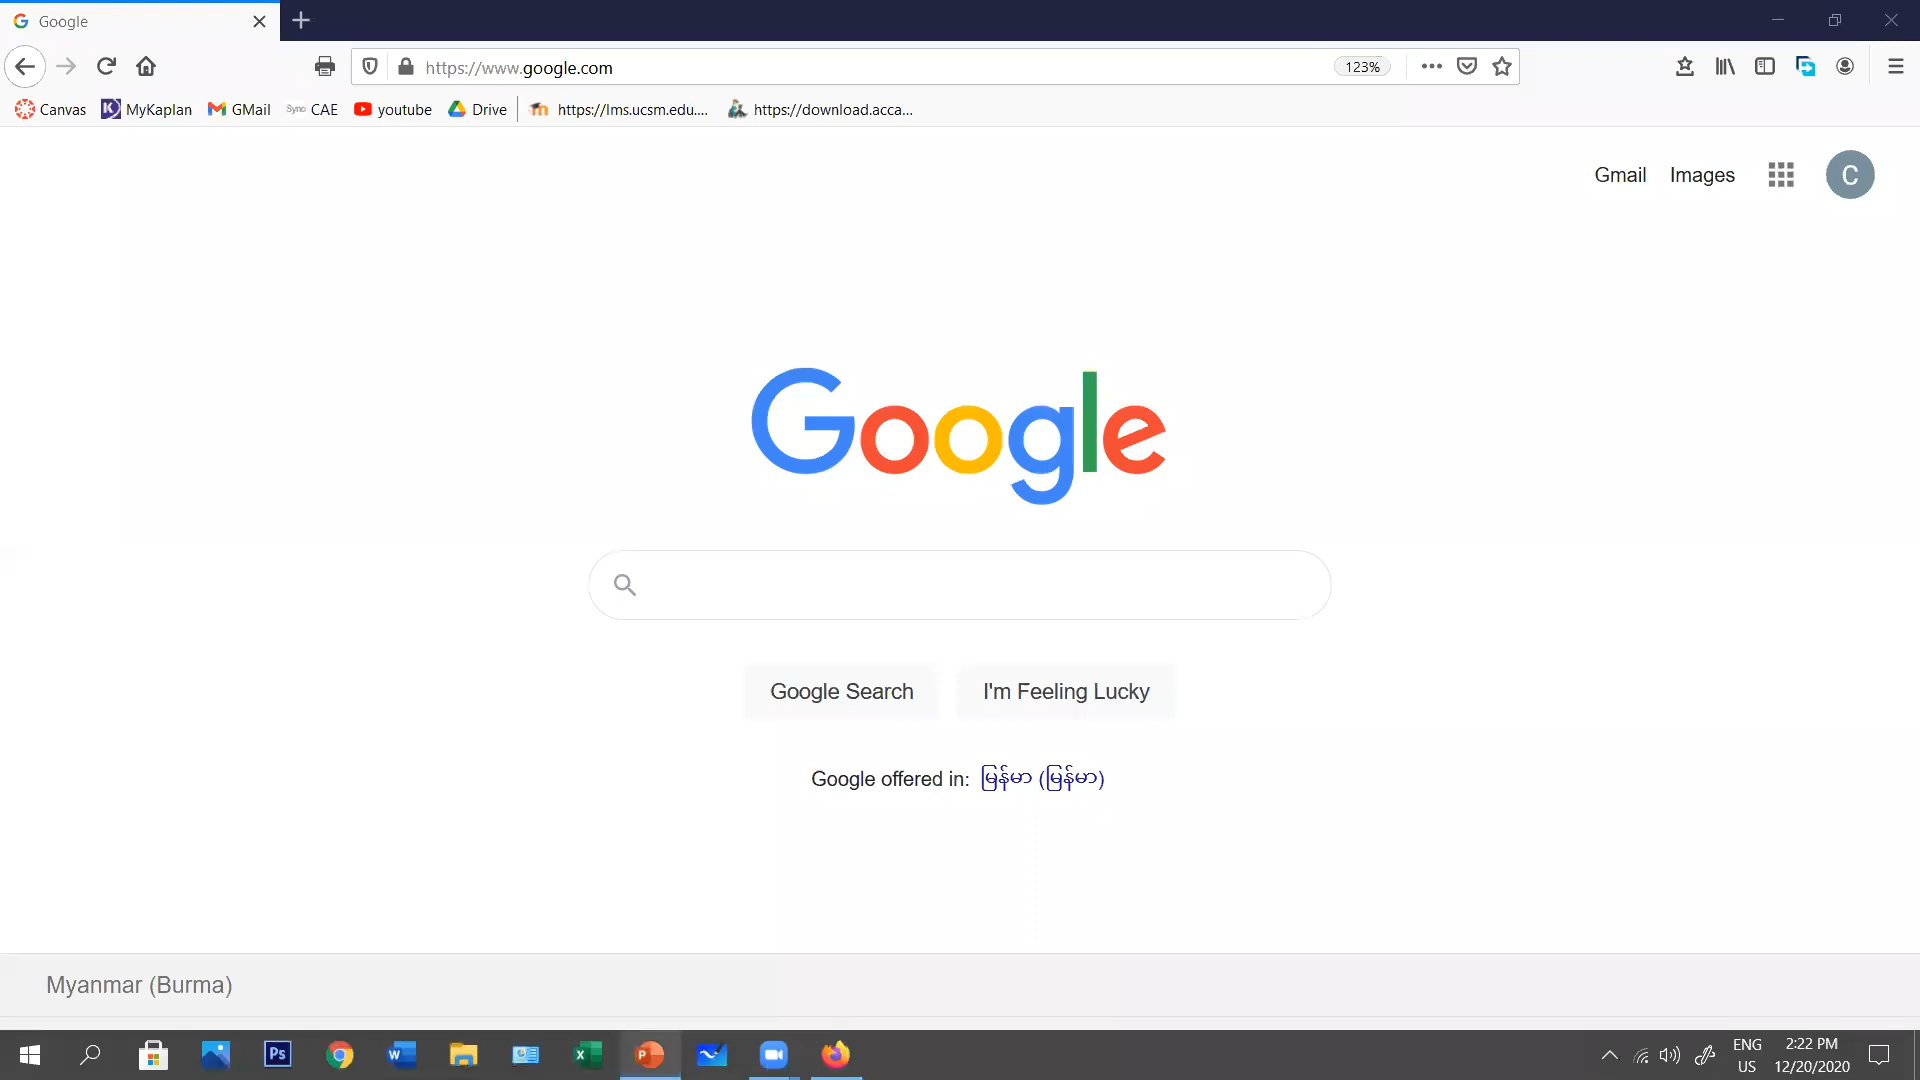 Google
https://www.google.com
123%
Canvas MyKaplan GMail Syno CAE youtube Drive https://lms.ucsm.edu.... https://download.acca...
Gmail Images C
Google
Google Search I'm Feeling Lucky
Google offered in: မြန်မာ (မြန်မာ)
Myanmar (Burma)
Ps W X P
ENG 2:22 PM
US 12/20/2020